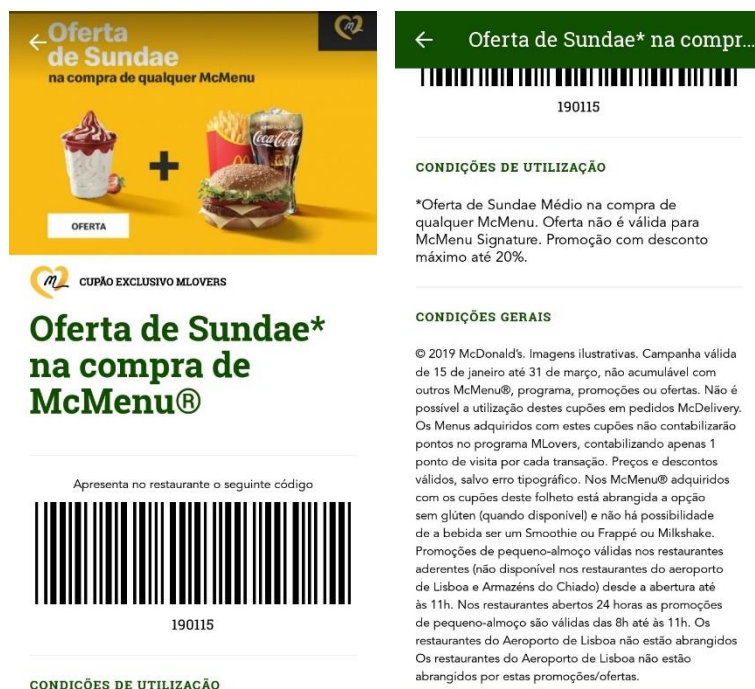 Oferta
de Sundae
na compra de qualquer McMenu
Coca-Cola
OFERTA
CUPÃO EXCLUSIVO MLOVERS
Oferta de Sundae*
na compra de
McMenu®
Apresenta no restaurante o seguinte código
190115
CONDIÇÕES DE UTILIZAÇÃO
Oferta de Sundae* na compr...
190115
CONDIÇÕES DE UTILIZAÇÃO
*Oferta de Sundae Médio na compra de
qualquer McMenu. Oferta não é válida para
McMenu Signature. Promoção com desconto
máximo até 20%.
CONDIÇÕES GERAIS
© 2019 McDonald's. Imagens ilustrativas. Campanha válida
de 15 de janeiro até 31 de março, não acumulável com
outros McMenu®, programa, promoções ou ofertas. Não é
possível a utilização destes cupões em pedidos McDelivery.
Os Menus adquiridos com estes cupões não contabilizarão
pontos no programa MLovers, contabilizando apenas 1
ponto de visita por cada transação. Preços e descontos
válidos, salvo erro tipográfico. Nos McMenu® adquiridos
com os cupões deste folheto está abrangida a opção
sem glúten (quando disponível) e não há possibilidade
de a bebida ser um Smoothie ou Frappé ou Milkshake.
Promoções de pequeno-almoço válidas nos restaurantes
aderentes (não disponível nos restaurantes do aeroporto
de Lisboa e Armazéns do Chiado) desde a abertura até
às 11h. Nos restaurantes abertos 24 horas as promoções
de pequeno-almoço são válidas das 8h até às 11h. Os
restaurantes do Aeroporto de Lisboa não estão abrangidos
Os restaurantes do Aeroporto de Lisboa não estão
abrangidos por estas promoções/ofertas.